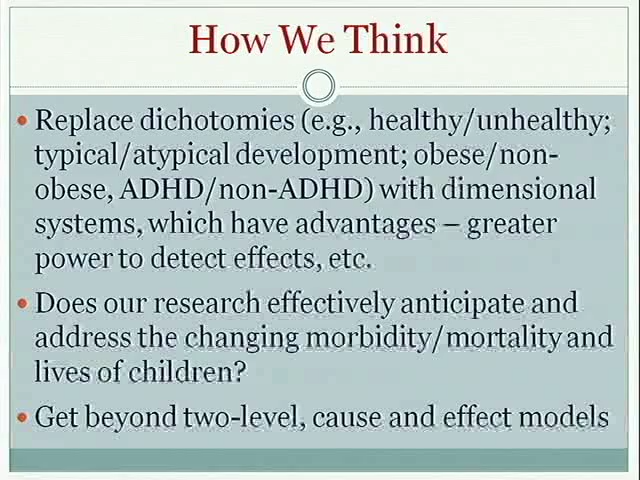 How We Think
• Replace dichotomies (e.g., healthy/unhealthy;
typical/atypical development; obese/non-
obese, ADHD/non-ADHD) with dimensional
systems, which have advantages – greater
power to detect effects, etc.
• Does our research effectively anticipate and
address the changing morbidity/mortality and
lives of children?
• Get beyond two-level, cause and effect models